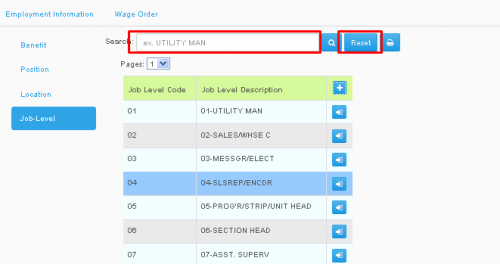 Employment Information Wage Order
Benefit
Position
Location
Job-Level
Search: ex. UTILITY MAN Reset
Pages: 1
Job Level Code Job Level Description
01 01-UTILITY MAN
02 02-SALES/WHSE C
03 03-MESSGR/ELECT
04 04-SLSREP/ENCDR
05 05-PROG'R/STRIP/UNIT HEAD
06 06-SECTION HEAD
07 07-ASST. SUPERV